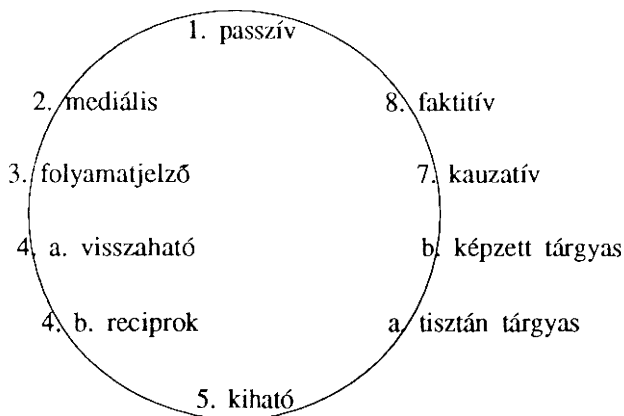 1. passzív
2. mediális
8. faktitív
3. folyamatjelző
7. kauzatív
4. a. visszaható
b. képzett tárgyas
4. b. reciprok
a. tisztán tárgyas
5. kiható